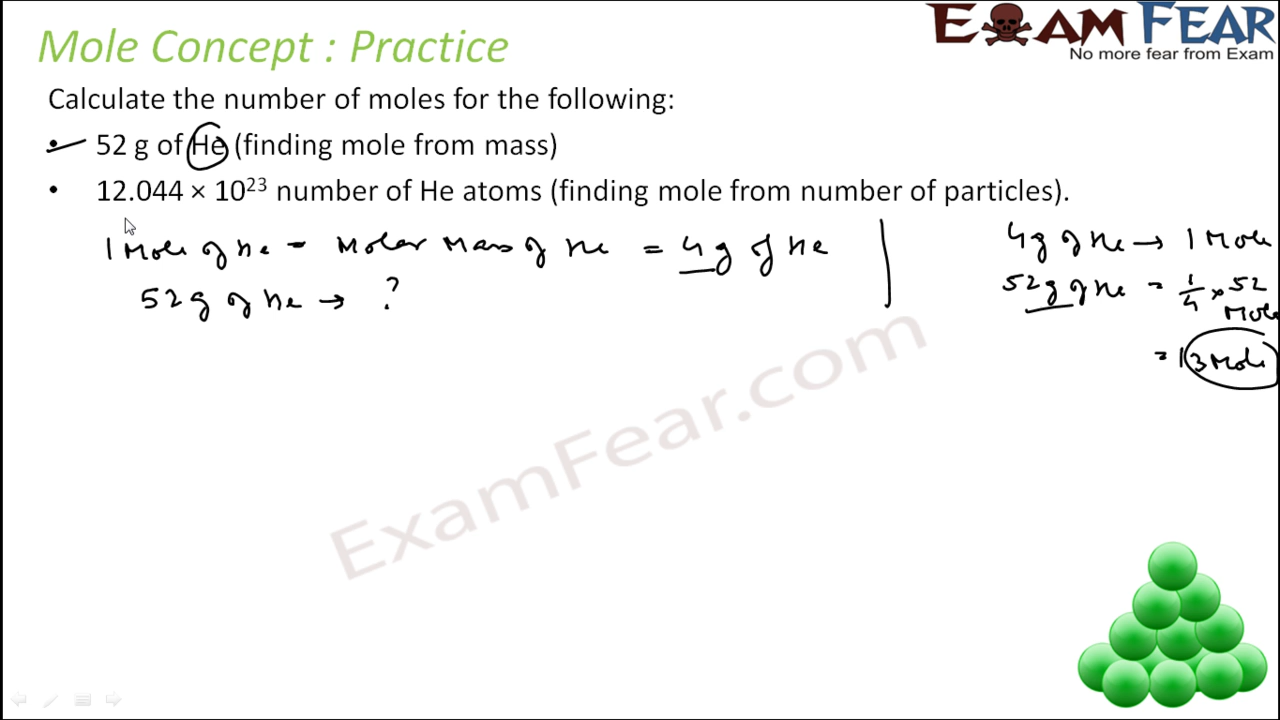 Mole Concept : Practice
EXAM FEAR
No more fear from Exam
Calculate the number of moles for the following:
• 52 g of He (finding mole from mass)
• 12.044 × 10²³ number of He atoms (finding mole from number of particles).
1 Mole of He - Molar Mass of He = 4g of He
52g of He → ?
4g of He → 1 Mole
52g of He = 1/4 × 52
Mole
= 13 Mole
ExamFear.com